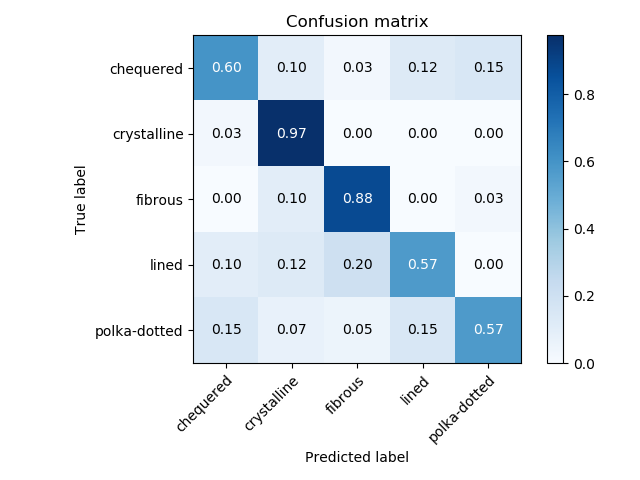 Confusion matrix
chequered 0.60 0.10 0.03 0.12 0.15
crystalline 0.03 0.97 0.00 0.00 0.00
fibrous 0.00 0.10 0.88 0.00 0.03
lined 0.10 0.12 0.20 0.57 0.00
polka-dotted 0.15 0.07 0.05 0.15 0.57
True label
chequered crystalline fibrous lined polka-dotted
Predicted label
0.8
0.6
0.4
0.2
0.0